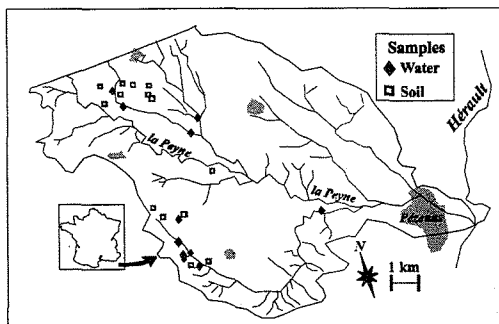 Samples
Water
Soil
Hérault
la Peyne
la Peyne
Pézenas
N
1 km